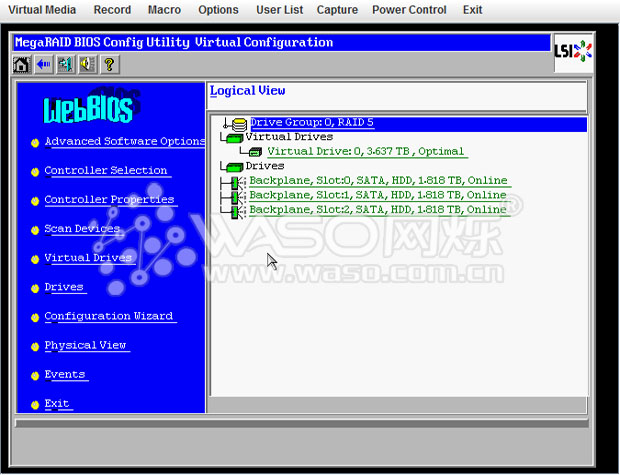 Virtual Media Record Macro Options User List Capture Power Control Exit
MegaRAID BIOS Config Utility Virtual Configuration
LSI
?
WebBIOS
Logical View
Advanced Software Options
Controller Selection
Controller Properties
Scan Devices
Virtual Drives
Drives
Configuration Wizard
Physical View
Events
Exit
Drive Group: 0, RAID 5
Virtual Drives
Virtual Drive: 0, 3.637 TB , Optimal
Drives
Backplane, Slot:0, SATA, HDD, 1.818 TB, Online
Backplane, Slot:1, SATA, HDD, 1.818 TB, Online
Backplane, Slot:2, SATA, HDD, 1.818 TB, Online
WASO网烁®
www.waso.com.cn